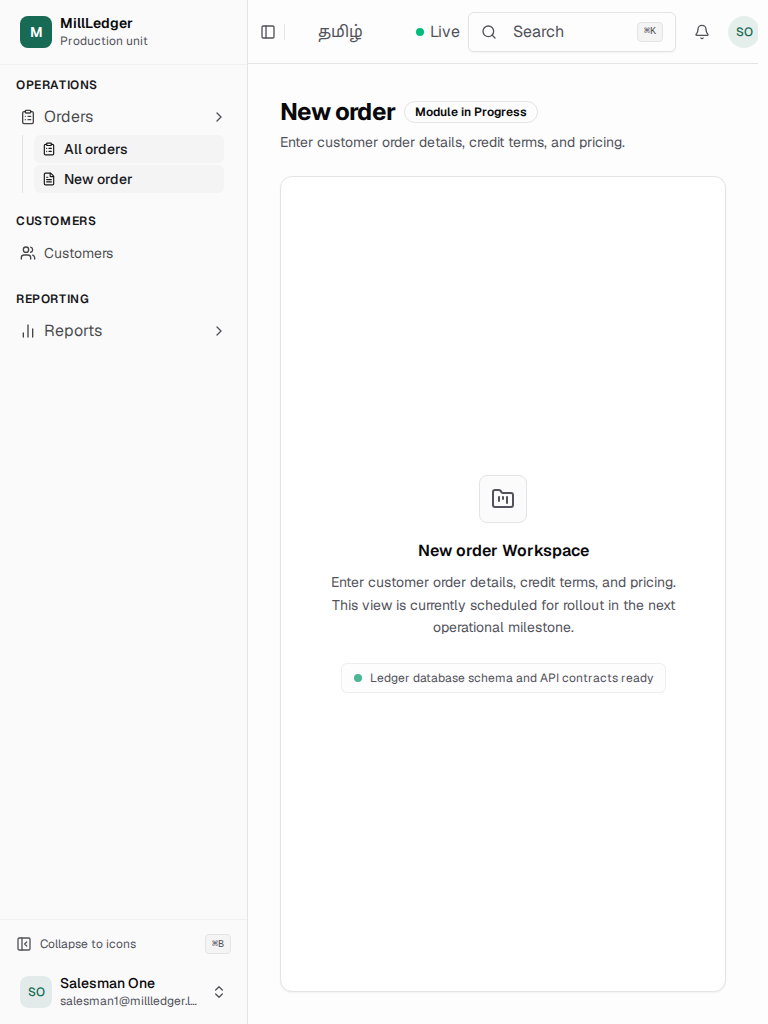 M
MillLedger
Production unit
OPERATIONS
Orders
All orders
New order
CUSTOMERS
Customers
REPORTING
Reports
Collapse to icons
⌘B
SO
Salesman One
salesman1@millledger.l...
தமிழ்
Live
Search
⌘K
SO
New order
Module in Progress
Enter customer order details, credit terms, and pricing.
New order Workspace
Enter customer order details, credit terms, and pricing.
This view is currently scheduled for rollout in the next
operational milestone.
Ledger database schema and API contracts ready